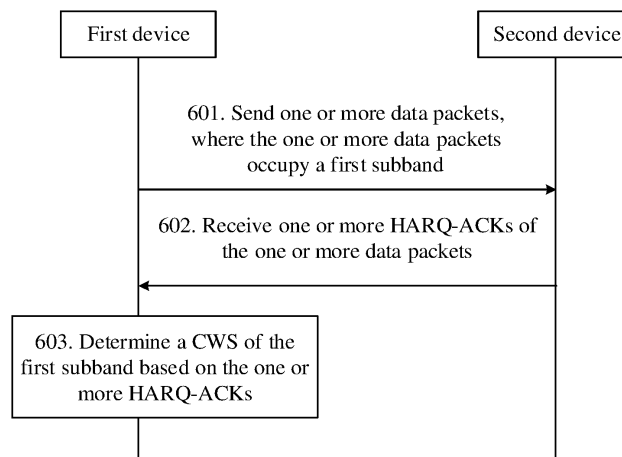 First device
Second device
601. Send one or more data packets,
where the one or more data packets
occupy a first subband
602. Receive one or more HARQ-ACKs of
the one or more data packets
603. Determine a CWS of the
first subband based on the one or
more HARQ-ACKs